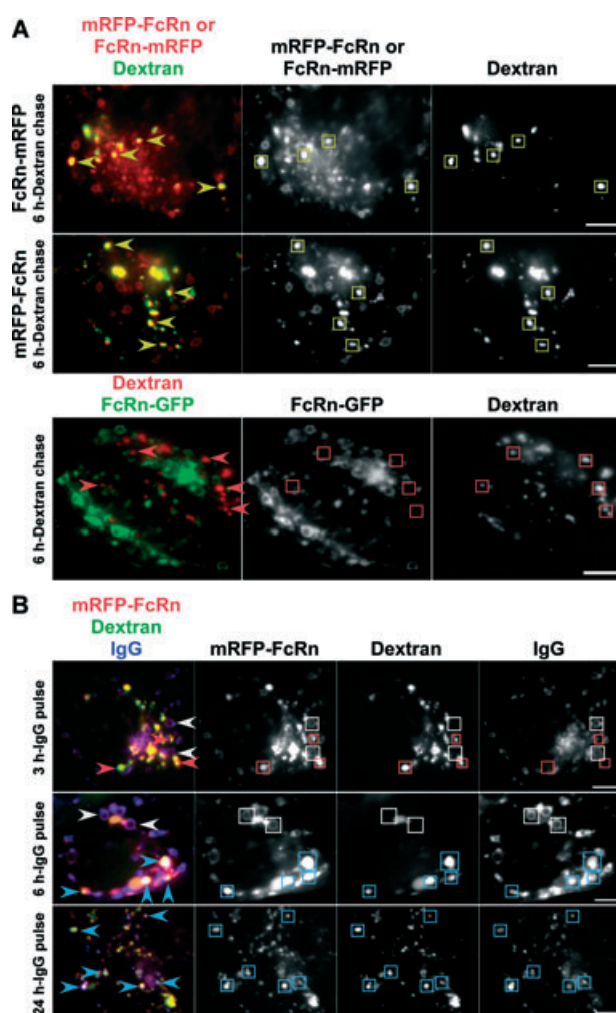 A
mRFP-FcRn or
FcRn-mRFP
Dextran
mRFP-FcRn or
FcRn-mRFP
Dextran
FcRn-mRFP
6 h-Dextran chase
mRFP-FcRn
6 h-Dextran chase
Dextran
FcRn-GFP
FcRn-GFP
Dextran
6 h-Dextran chase
B
mRFP-FcRn
Dextran
IgG
mRFP-FcRn
Dextran
IgG
3 h-IgG pulse
6 h-IgG pulse
24 h-IgG pulse